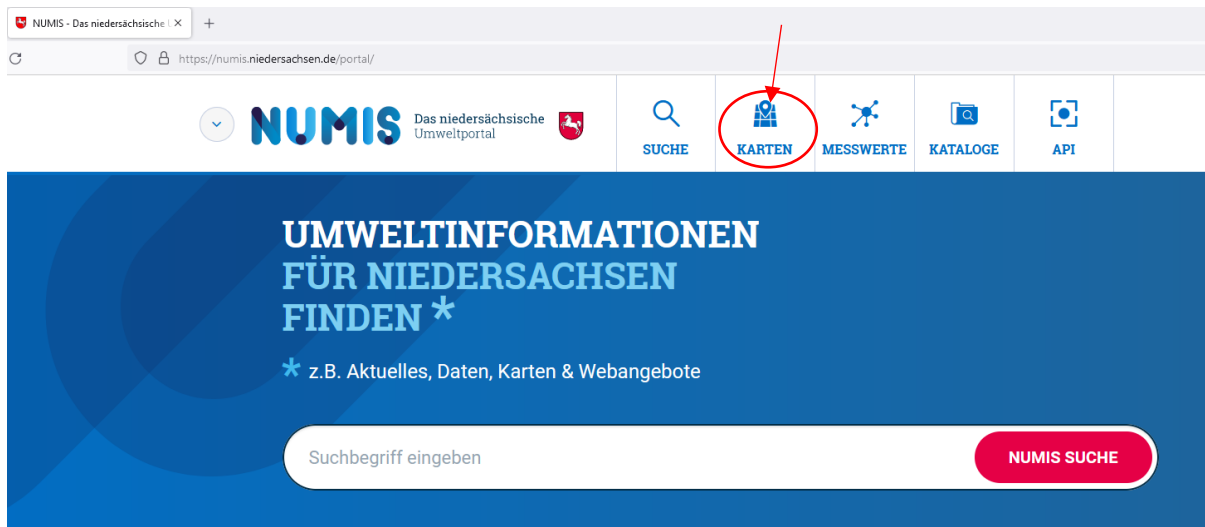 NUMIS - Das niedersächsische
https://numis.niedersachsen.de/portal/
NUMIS
Das niedersächsische
Umweltportal
SUCHE
KARTEN
MESSWERTE
KATALOGE
API
UMWELTINFORMATIONEN
FÜR NIEDERSACHSEN
FINDEN *
* z.B. Aktuelles, Daten, Karten & Webangebote
Suchbegriff eingeben
NUMIS SUCHE